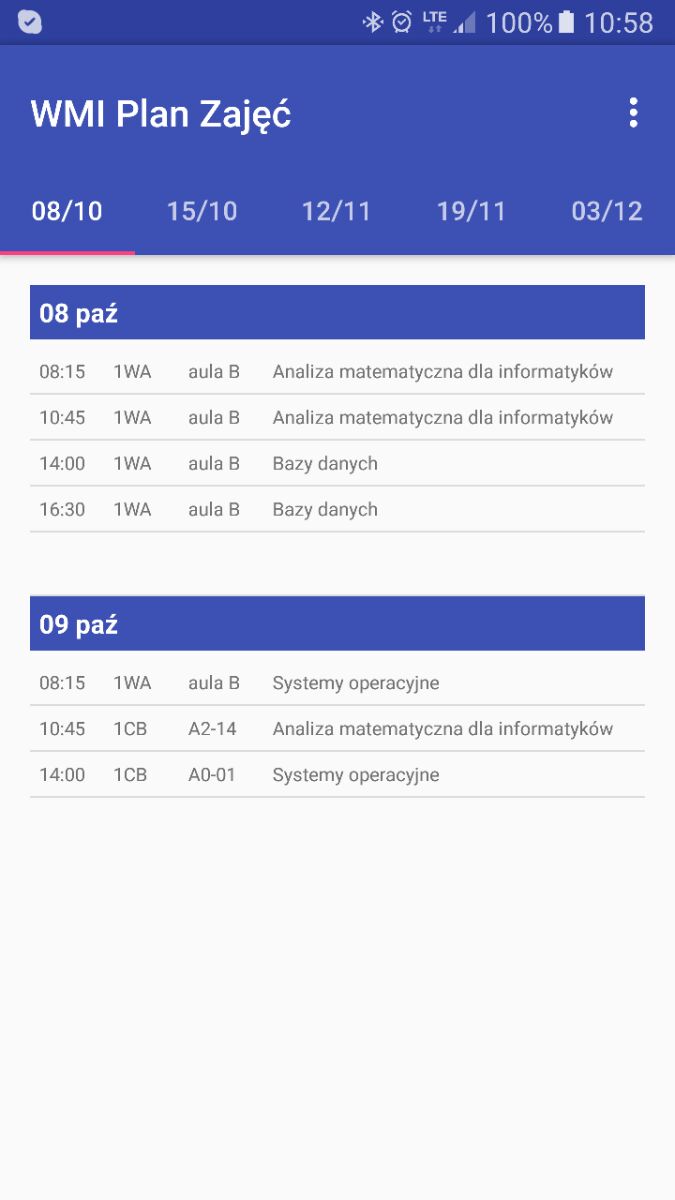 LTE 100% 10:58
WMI Plan Zajęć
08/10 15/10 12/11 19/11 03/12
08 paź
08:15 1WA aula B Analiza matematyczna dla informatyków
10:45 1WA aula B Analiza matematyczna dla informatyków
14:00 1WA aula B Bazy danych
16:30 1WA aula B Bazy danych
09 paź
08:15 1WA aula B Systemy operacyjne
10:45 1CB A2-14 Analiza matematyczna dla informatyków
14:00 1CB A0-01 Systemy operacyjne